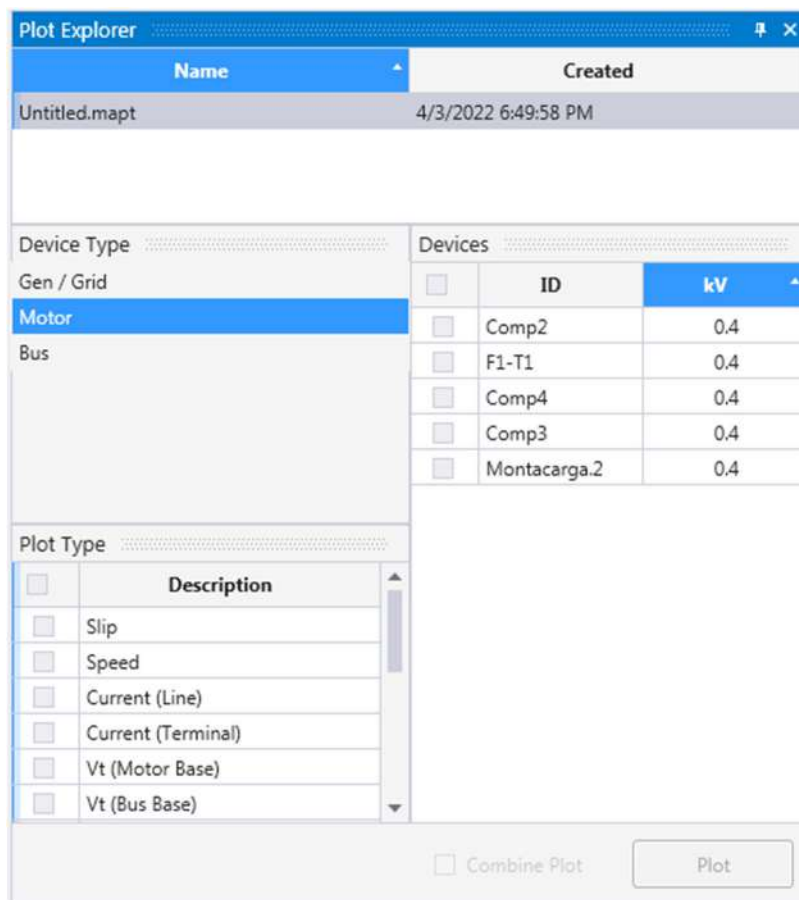 Plot Explorer
Name Created
Untitled.mapt 4/3/2022 6:49:58 PM
Device Type
Gen / Grid
Motor
Bus
Devices
ID kV
Comp2 0.4
F1-T1 0.4
Comp4 0.4
Comp3 0.4
Montacarga.2 0.4
Plot Type
Description
Slip
Speed
Current (Line)
Current (Terminal)
Vt (Motor Base)
Vt (Bus Base)
Combine Plot Plot